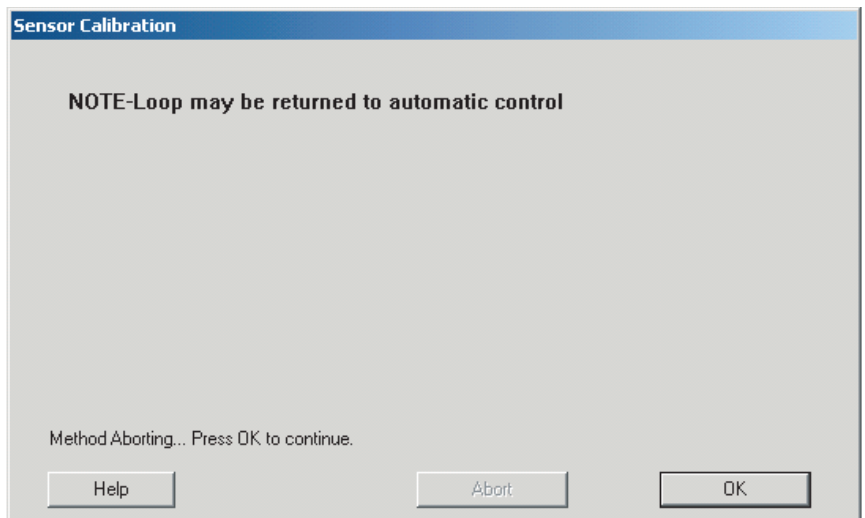 Sensor Calibration
NOTE-Loop may be returned to automatic control
Method Aborting... Press OK to continue.
Help
Abort
OK